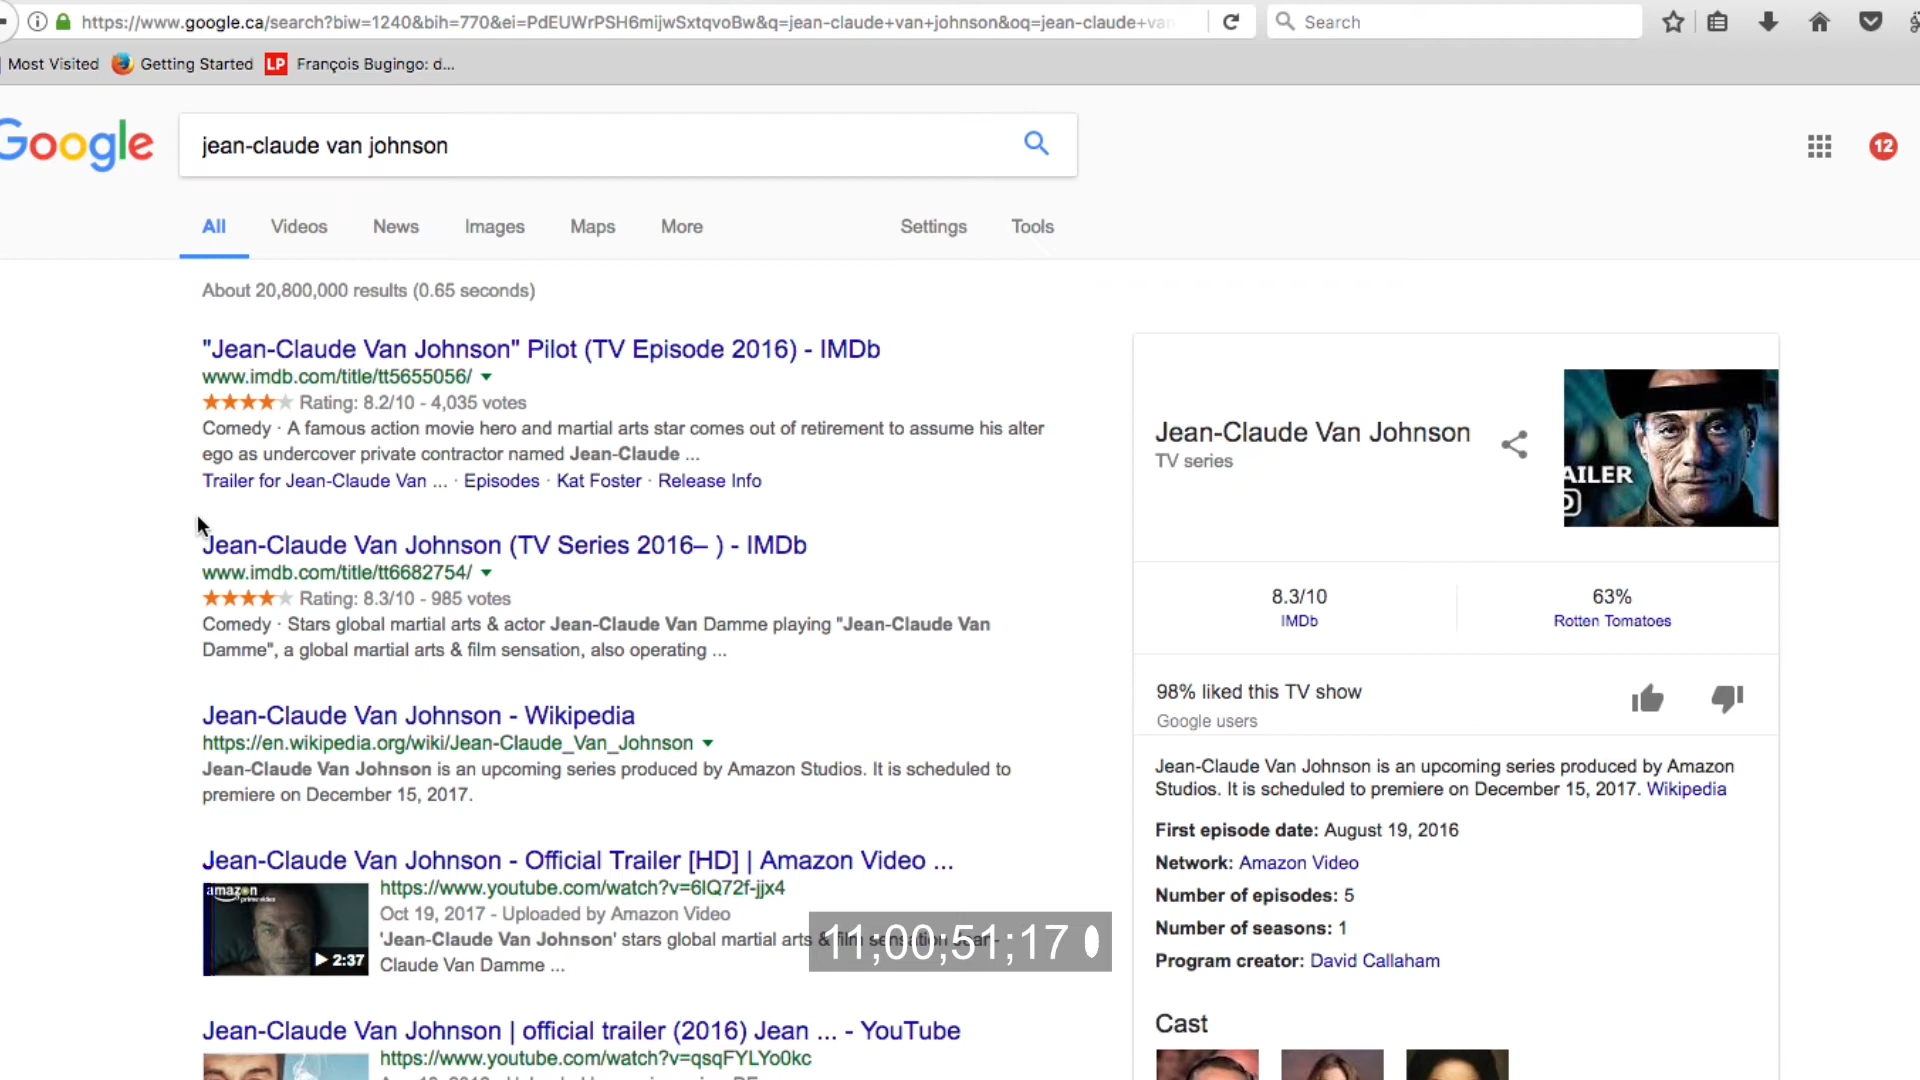 https://www.google.ca/search?biw=1240&bih=770&ei=PdEUWrPSH6mijwSxtqvoBw&q=jean-claude+van+johnson&oq=jean-claude+van
Search
Most Visited
Getting Started
LP
François Bugingo: d...
Google
jean-claude van johnson
12
All
Videos
News
Images
Maps
More
Settings
Tools
About 20,800,000 results (0.65 seconds)
"Jean-Claude Van Johnson" Pilot (TV Episode 2016) - IMDb
www.imdb.com/title/tt5655056/
Rating: 8.2/10 - 4,035 votes
Comedy · A famous action movie hero and martial arts star comes out of retirement to assume his alter
ego as undercover private contractor named Jean-Claude ...
Trailer for Jean-Claude Van ... · Episodes · Kat Foster · Release Info
Jean-Claude Van Johnson (TV Series 2016– ) - IMDb
www.imdb.com/title/tt6682754/
Rating: 8.3/10 - 985 votes
Comedy · Stars global martial arts & actor Jean-Claude Van Damme playing "Jean-Claude Van
Damme", a global martial arts & film sensation, also operating ...
Jean-Claude Van Johnson - Wikipedia
https://en.wikipedia.org/wiki/Jean-Claude_Van_Johnson
Jean-Claude Van Johnson is an upcoming series produced by Amazon Studios. It is scheduled to
premiere on December 15, 2017.
Jean-Claude Van Johnson - Official Trailer [HD] | Amazon Video ...
amazon
prime video
2:37
https://www.youtube.com/watch?v=6lQ72f-jjx4
Oct 19, 2017 - Uploaded by Amazon Video
'Jean-Claude Van Johnson' stars global martial arts & film sensation Jean-
Claude Van Damme ...
11;00;51;17
Jean-Claude Van Johnson | official trailer (2016) Jean ... - YouTube
https://www.youtube.com/watch?v=qsqFYLYo0kc
Jean-Claude Van Johnson
TV series
AILER
8.3/10
IMDb
63%
Rotten Tomatoes
98% liked this TV show
Google users
Jean-Claude Van Johnson is an upcoming series produced by Amazon
Studios. It is scheduled to premiere on December 15, 2017. Wikipedia
First episode date: August 19, 2016
Network: Amazon Video
Number of episodes: 5
Number of seasons: 1
Program creator: David Callaham
Cast